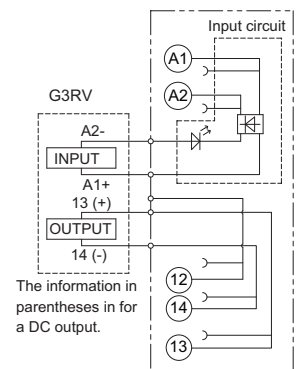 Input circuit
A1
A2
G3RV
A2-
INPUT
A1+
13 (+)
OUTPUT
14 (-)
The information in
parentheses in for
a DC output.
12
14
13